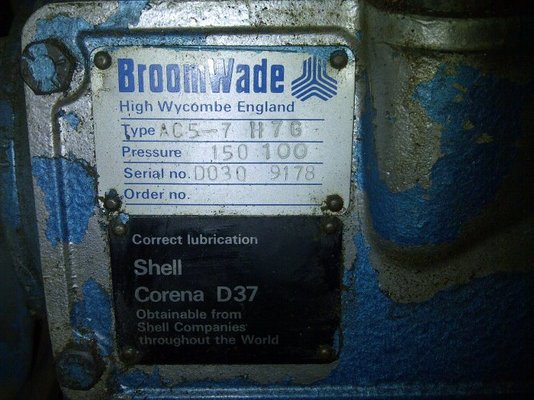 BroomWade
High Wycombe England
Type AC5-7 H7G
Pressure 150 100
Serial no. D030 9178
Order no.
Correct lubrication
Shell
Corena D37
Obtainable from
Shell Companies
throughout the World